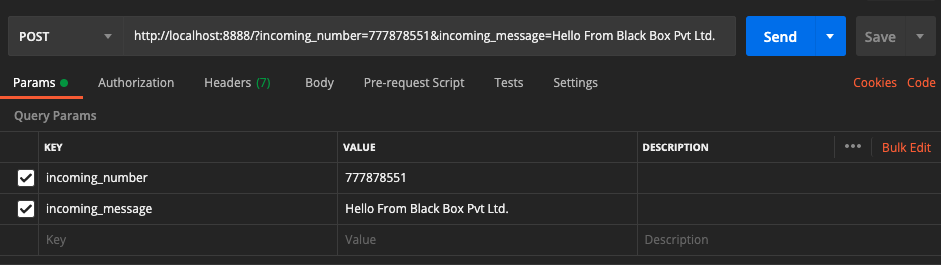 POST http://localhost:8888/?incoming_number=777878551&incoming_message=Hello From Black Box Pvt Ltd. Send Save
Params Authorization Headers (7) Body Pre-request Script Tests Settings Cookies Code
Query Params
KEY VALUE DESCRIPTION ••• Bulk Edit
incoming_number 777878551
incoming_message Hello From Black Box Pvt Ltd.
Key Value Description